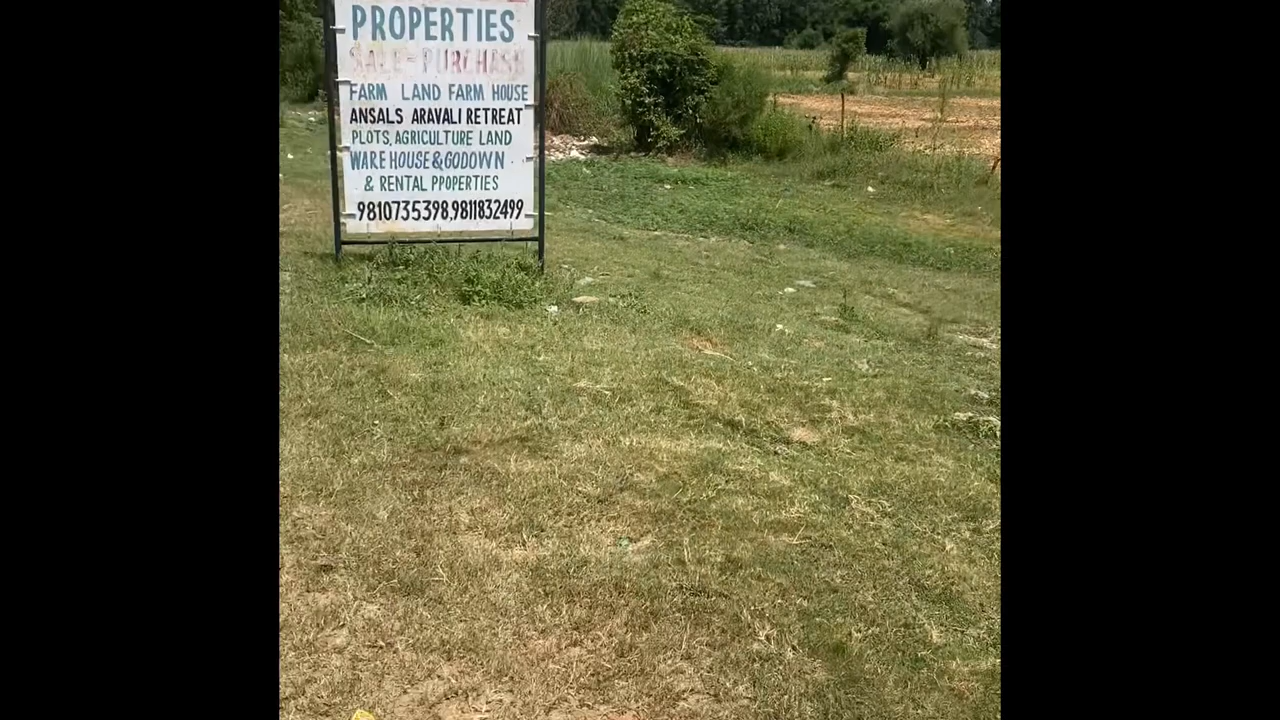 PROPERTIES
SALE-PURCHASE
FARM LAND FARM HOUSE
ANSALS ARAVALI RETREAT
PLOTS, AGRICULTURE LAND
WARE HOUSE & GODOWN
& RENTAL PPOPERTIES
9810735398,9811832499